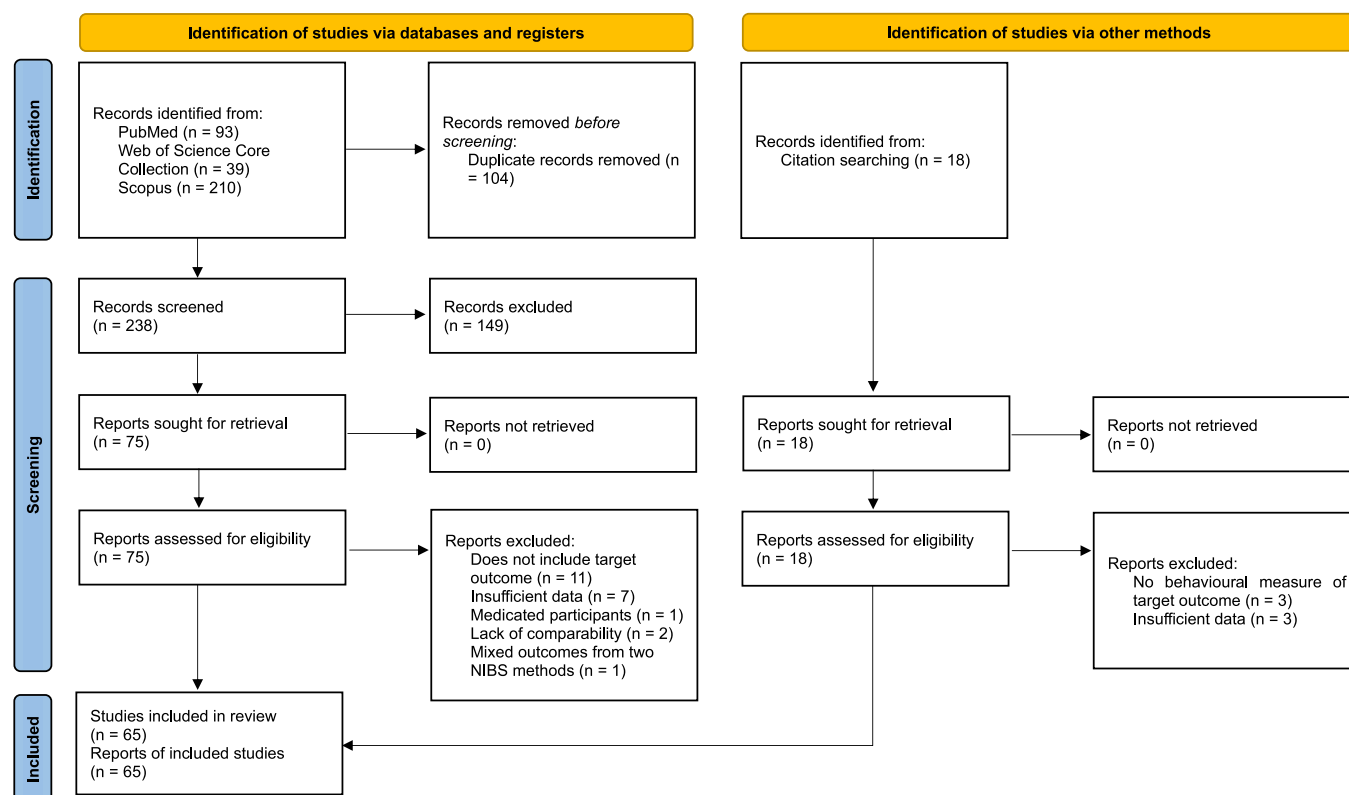 Identification of studies via databases and registers
Identification of studies via other methods
Identification
Records identified from:
PubMed (n = 93)
Web of Science Core
Collection (n = 39)
Scopus (n = 210)
Records removed before
screening:
Duplicate records removed (n
= 104)
Records identified from:
Citation searching (n = 18)
Screening
Records screened
(n = 238)
Records excluded
(n = 149)
Reports sought for retrieval
(n = 75)
Reports not retrieved
(n = 0)
Reports sought for retrieval
(n = 18)
Reports not retrieved
(n = 0)
Reports assessed for eligibility
(n = 75)
Reports excluded:
Does not include target
outcome (n = 11)
Insufficient data (n = 7)
Medicated participants (n = 1)
Lack of comparability (n = 2)
Mixed outcomes from two
NIBS methods (n = 1)
Reports assessed for eligibility
(n = 18)
Reports excluded:
No behavioural measure of
target outcome (n = 3)
Insufficient data (n = 3)
Included
Studies included in review
(n = 65)
Reports of included studies
(n = 65)